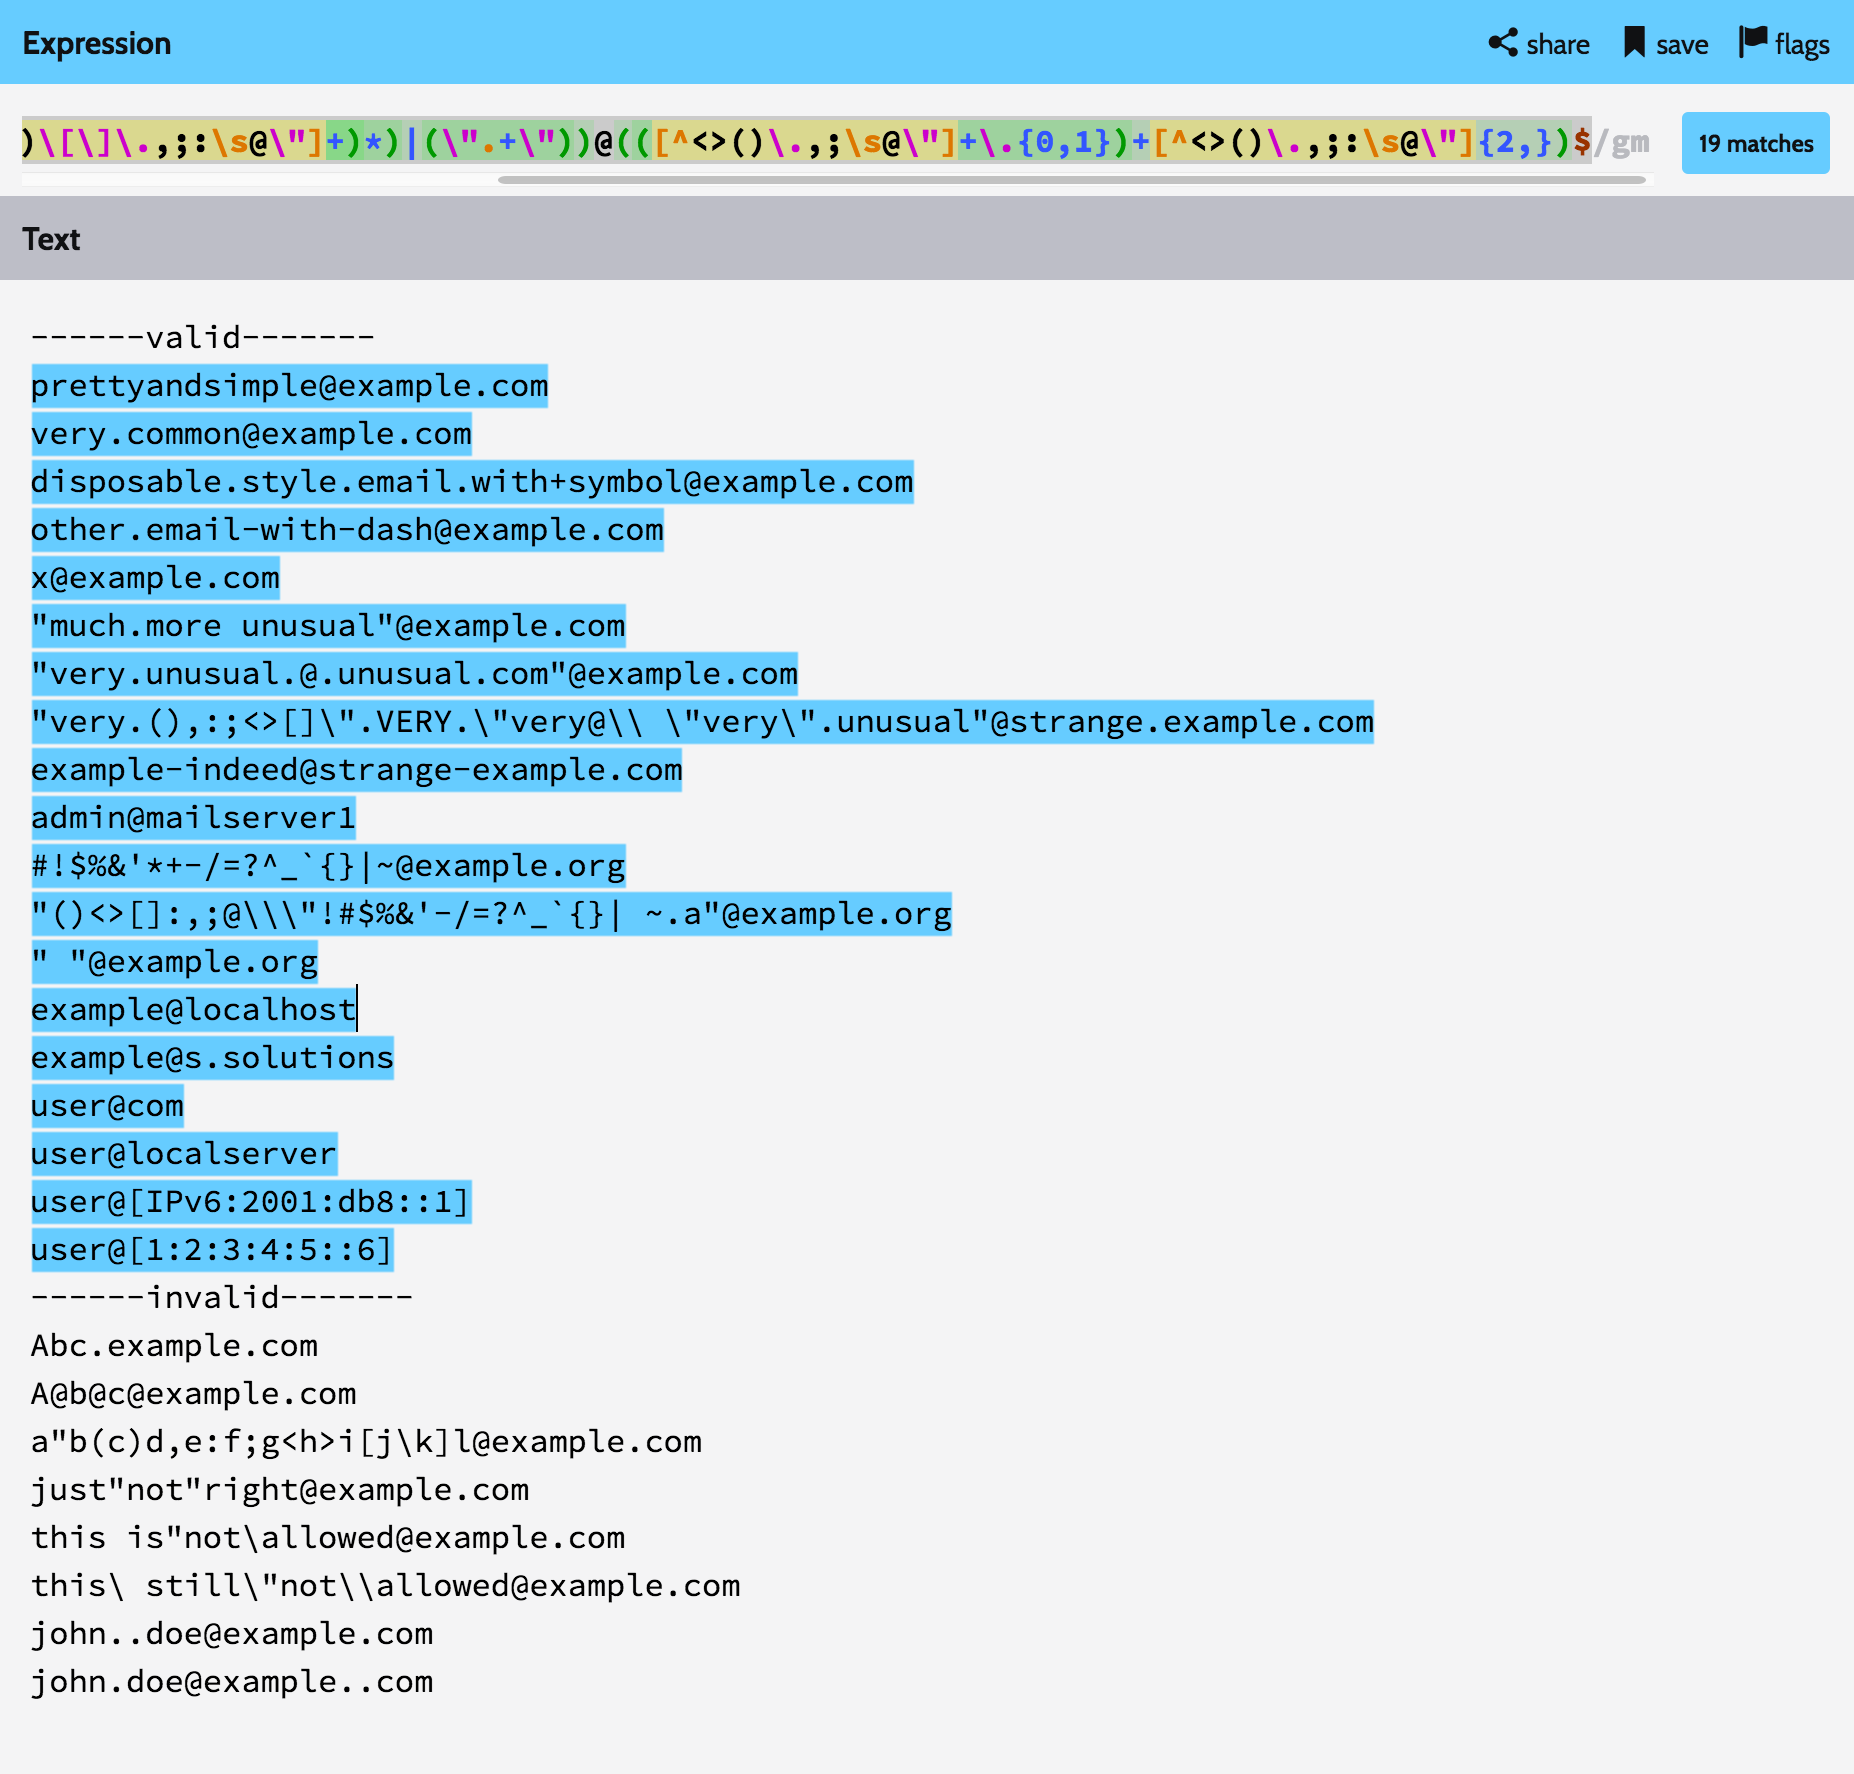 Expression
share save flags
)\[\]\.,;:\s@\"]+)*)|(\".+\"))@(([^<>()\.,;\s@\"]+\.{0,1})+[^<>()\.,;:\s@\"]{2,})$/gm
19 matches
Text
------valid-------
prettyandsimple@example.com
very.common@example.com
disposable.style.email.with+symbol@example.com
other.email-with-dash@example.com
x@example.com
"much.more unusual"@example.com
"very.unusual.@.unusual.com"@example.com
"very.(),:;<>[]\".VERY.\"very@\\ \"very\".unusual"@strange.example.com
example-indeed@strange-example.com
admin@mailserver1
#!$%&'*+-/=?^_`{}|~@example.org
"()<>[]:,;@\\\"!#$%&'-/=?^_`{}| ~.a"@example.org
" "@example.org
example@localhost
example@s.solutions
user@com
user@localserver
user@[IPv6:2001:db8::1]
user@[1:2:3:4:5::6]
------invalid-------
Abc.example.com
A@b@c@example.com
a"b(c)d,e:f;g<h>i[j\k]l@example.com
just"not"right@example.com
this is"not\allowed@example.com
this\ still\"not\\allowed@example.com
john..doe@example.com
john.doe@example..com